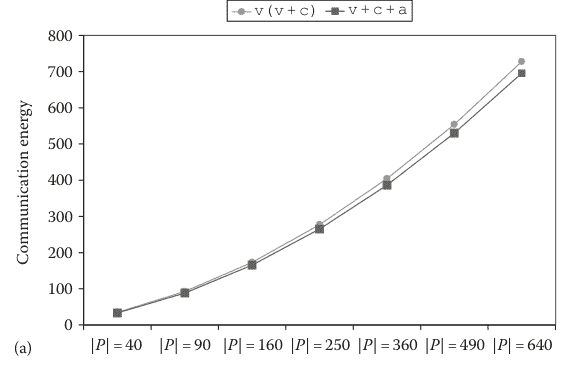 v(v+c) v+c+a
800
700
600
500
400
300
200
100
0
Communication energy
|P| = 40 |P| = 90 |P| = 160 |P| = 250 |P| = 360 |P| = 490 |P| = 640
(a)